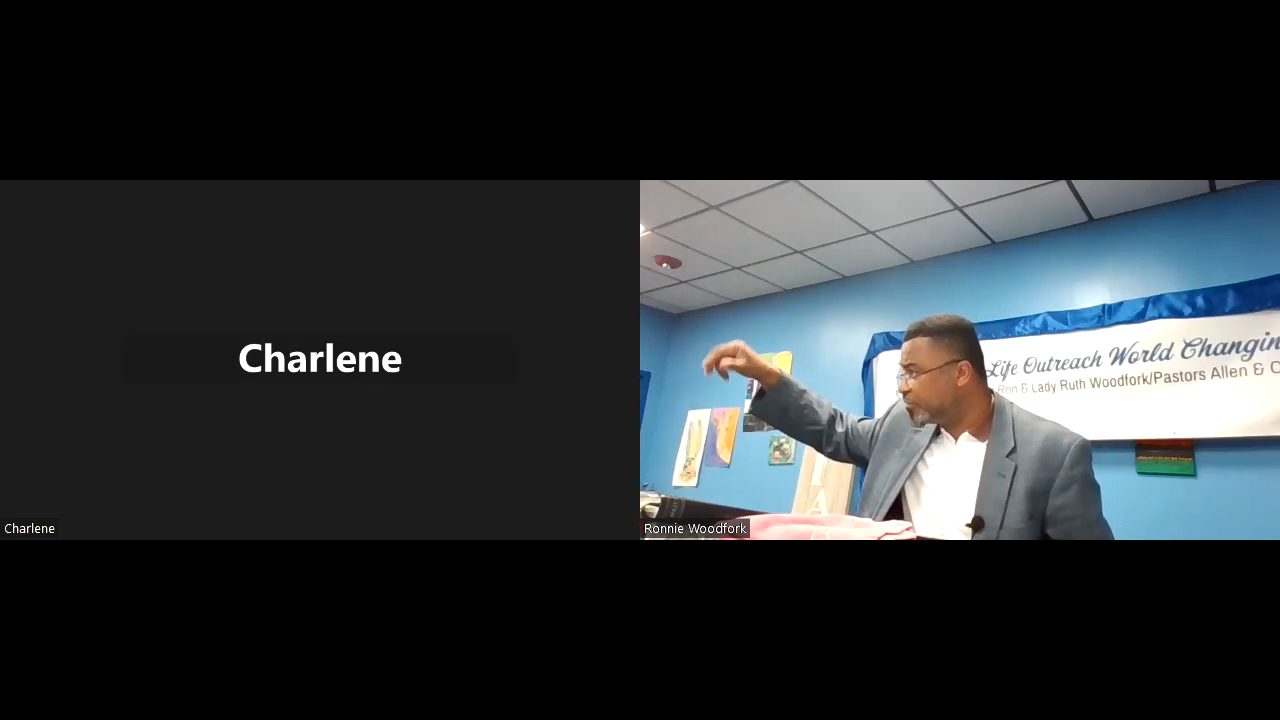 Charlene
Charlene
Life Outreach World Changin
Ron & Lady Ruth Woodfork/Pastors Allen & C
Ronnie Woodfork